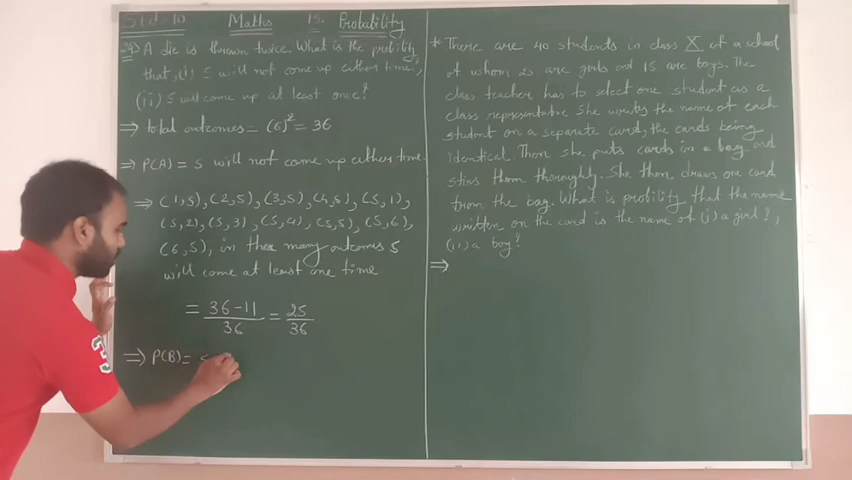 Std-10 Maths 15. Probability
24) A die is thrown twice. What is the probility
that, (i) 5 will not come up either time,
(ii) 5 will come up at least one?
⇒ total outcomes = (6)² = 36
⇒ P(A) = 5 will not come up either time.
⇒ (1,5), (2,5), (3,5) (4,5), (5,1),
(5,2), (5,3), (5,4), (5,5), (5,6),
(6,5), in these many outcomes 5
will come at least one time.
= 36-11 / 36 = 25 / 36
⇒ P(B) = 5
* There are 40 students in class X of a school
of whom 25 are girls and 15 are boys. The
class teacher has to select one student as a
class representative. She writes the name of each
student on a separate card, the cards being
identical. Then she puts cards in a bag and
stirs them thoroughly. She then draws one card
from the bag. What is probility that the name
written on the card is the name of (i) a girl?,
(ii) a boy?
⇒
3